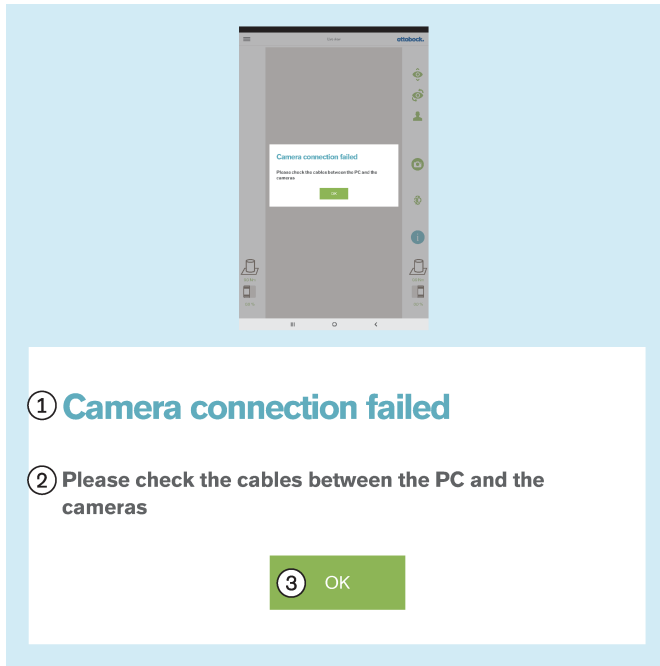 ottobock.
Camera connection failed
Please check the cables between the PC and the
cameras
OK
1 Camera connection failed
2 Please check the cables between the PC and the
cameras
3 OK